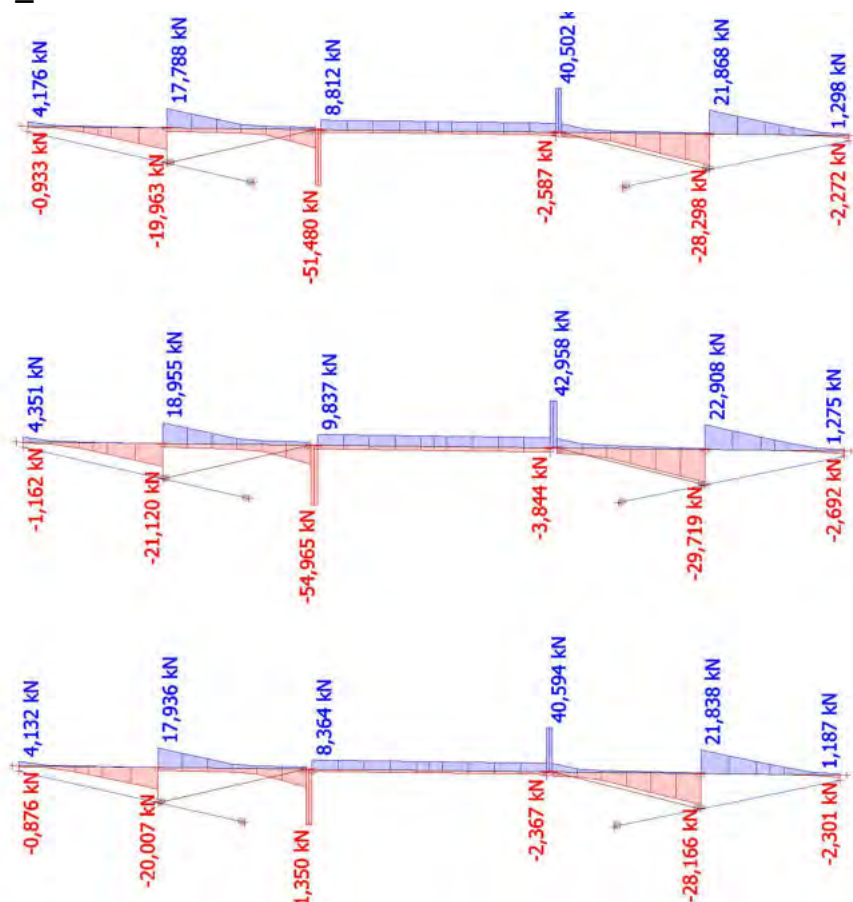 4,176 kN
17,788 kN
8,812 kN
40,502 k
21,868 kN
1,298 kN
-0,933 kN
-19,963 kN
-51,480 kN
-2,587 kN
-28,298 kN
-2,272 kN
4,351 kN
18,955 kN
9,837 kN
42,958 kN
22,908 kN
1,275 kN
-1,162 kN
-21,120 kN
-54,965 kN
-3,844 kN
-29,719 kN
-2,692 kN
4,132 kN
17,936 kN
8,364 kN
40,594 kN
21,838 kN
1,187 kN
-0,876 kN
-20,007 kN
1,350 kN
-2,367 kN
-28,166 kN
-2,301 kN